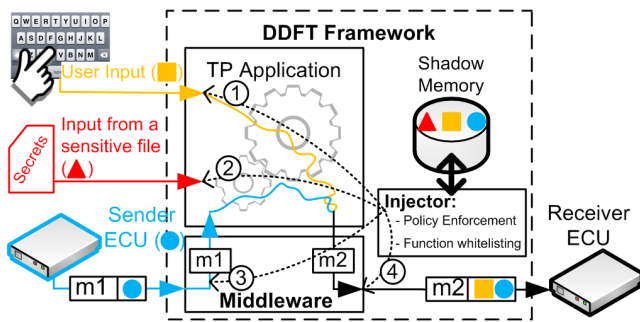 DDFT Framework
QWERTYUIOP
ASDFGHJKL
VBNM
User Input ( )
TP Application
Shadow
Memory
1
Input from a
sensitive file
( )
Secrets
2
Injector:
- Policy Enforcement
- Function whitelisting
Sender
ECU ( )
Receiver
ECU
m1
m2
3
4
m1
m2
Middleware